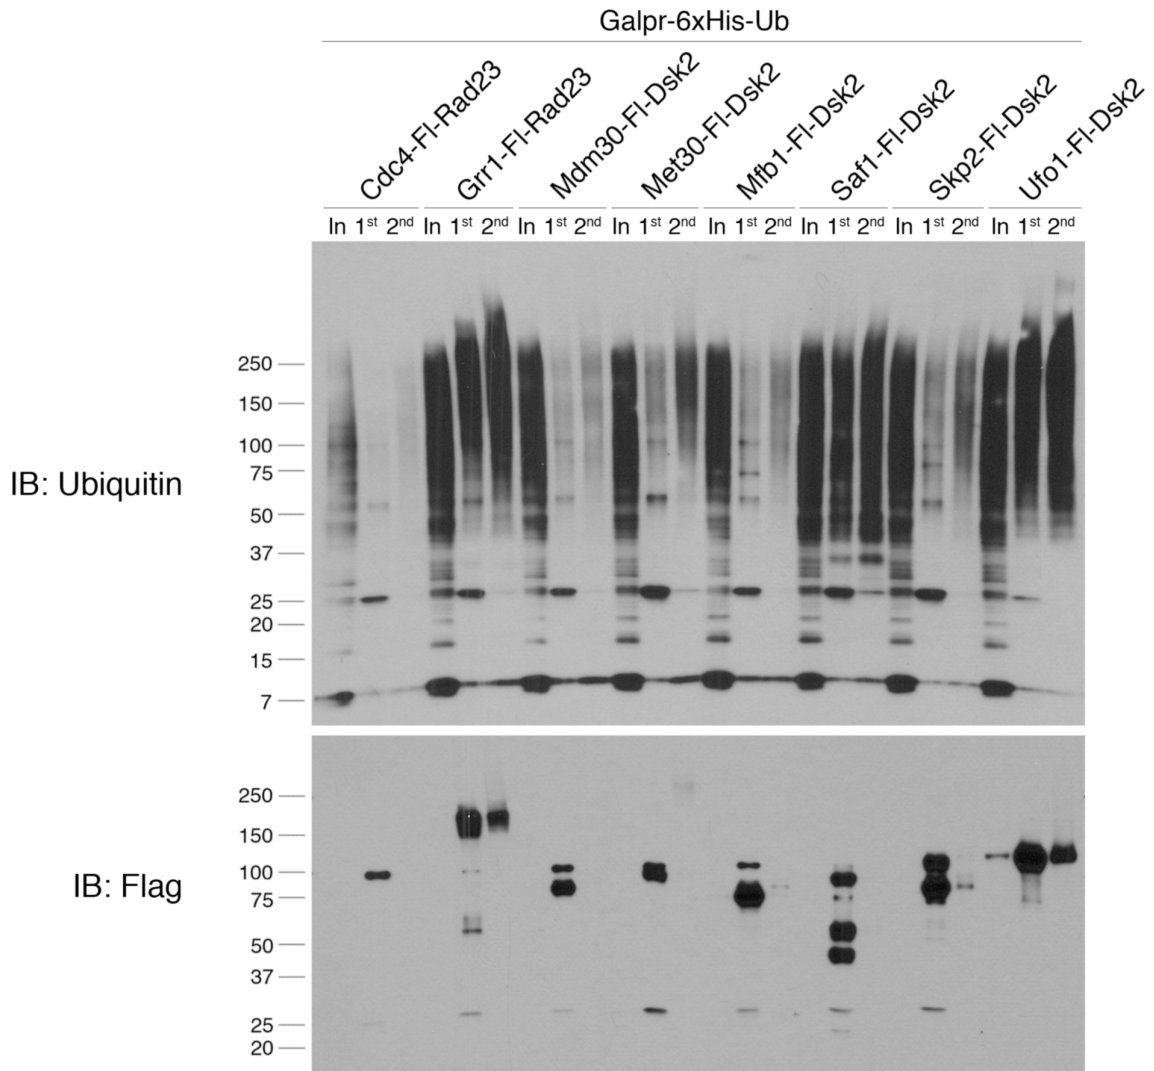 Galpr-6xHis-Ub
Cdc4-Fl-Rad23
Grr1-Fl-Rad23
Mdm30-Fl-Dsk2
Met30-Fl-Dsk2
Mfb1-Fl-Dsk2
Saf1-Fl-Dsk2
Skp2-Fl-Dsk2
Ufo1-Fl-Dsk2
In 1st 2nd In 1st 2nd In 1st 2nd In 1st 2nd In 1st 2nd In 1st 2nd In 1st 2nd In 1st 2nd
250
150
100
75
IB: Ubiquitin
50
37
25
20
15
7
250
150
100
IB: Flag
75
50
37
25
20